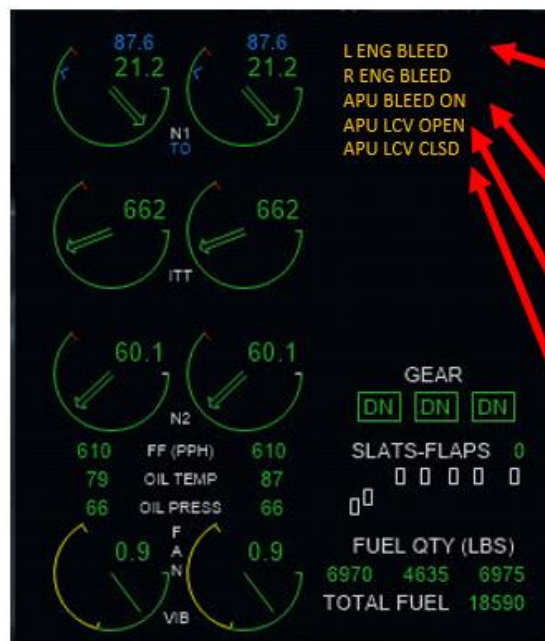 87.6 87.6
21.2 21.2
L ENG BLEED
R ENG BLEED
APU BLEED ON
APU LCV OPEN
APU LCV CLSD
N1
TO
662 662
ITT
60.1 60.1
N2
GEAR
DN DN DN
610 FF (PPH) 610
79 OIL TEMP 87
66 OIL PRESS 66
SLATS-FLAPS 0
FAN
0.9 0.9
VIB
FUEL QTY (LBS)
6970 4635 6975
TOTAL FUEL 18590